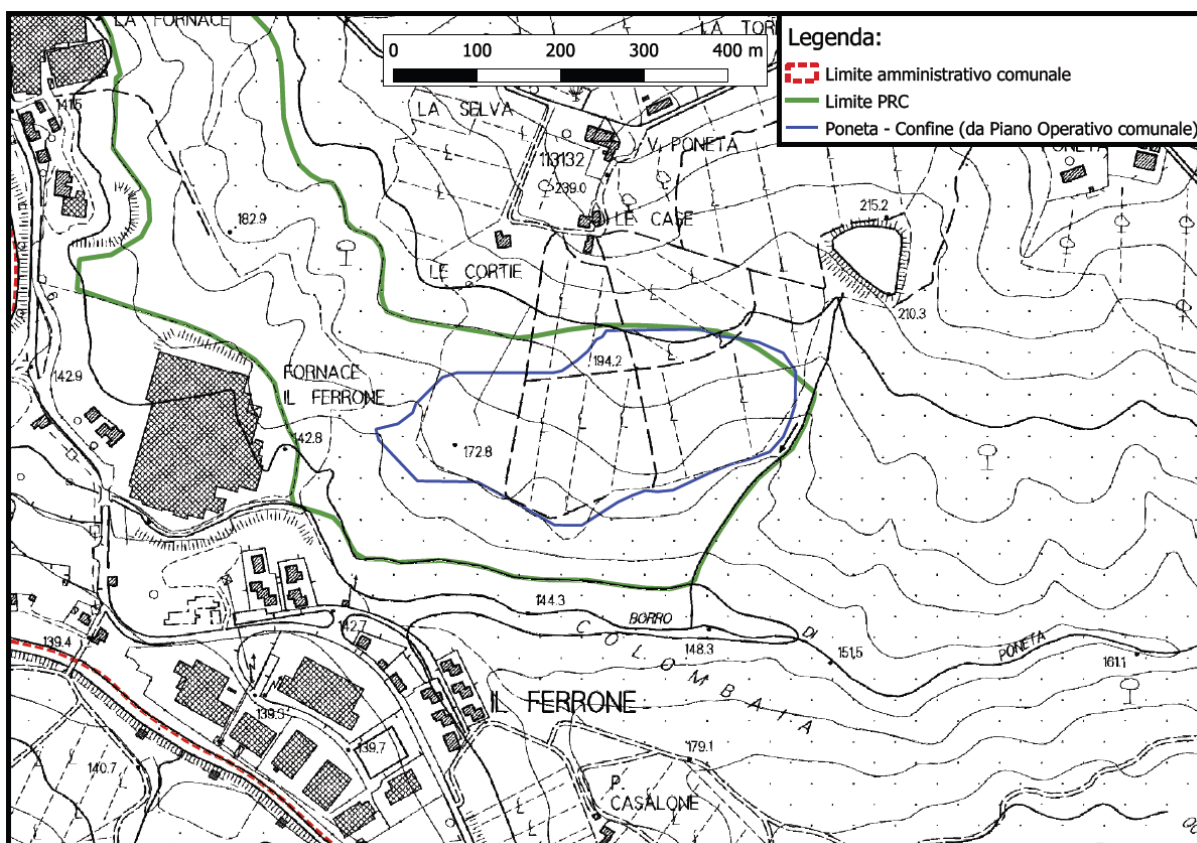 LA FORNACE
0 100 200 300 400 m
LA TOR
Legenda:
Limite amministrativo comunale
Limite PRC
Poneta - Confine (da Piano Operativo comunale)
141.5
LA SELVA
V. PONETA
PONETA
113132
239.0
182.9
LE CASE
215.2
LE CORTIE
210.3
142.9
194.2
FORNACE
IL FERRONE
142.8
172.8
144.3
BORRO
DI
PONETA
142.7
148.3
151.5
161.1
139.4
COLOMBAIA
IL FERRONE
139.3
139.7
179.1
140.7
P.
CASALONE